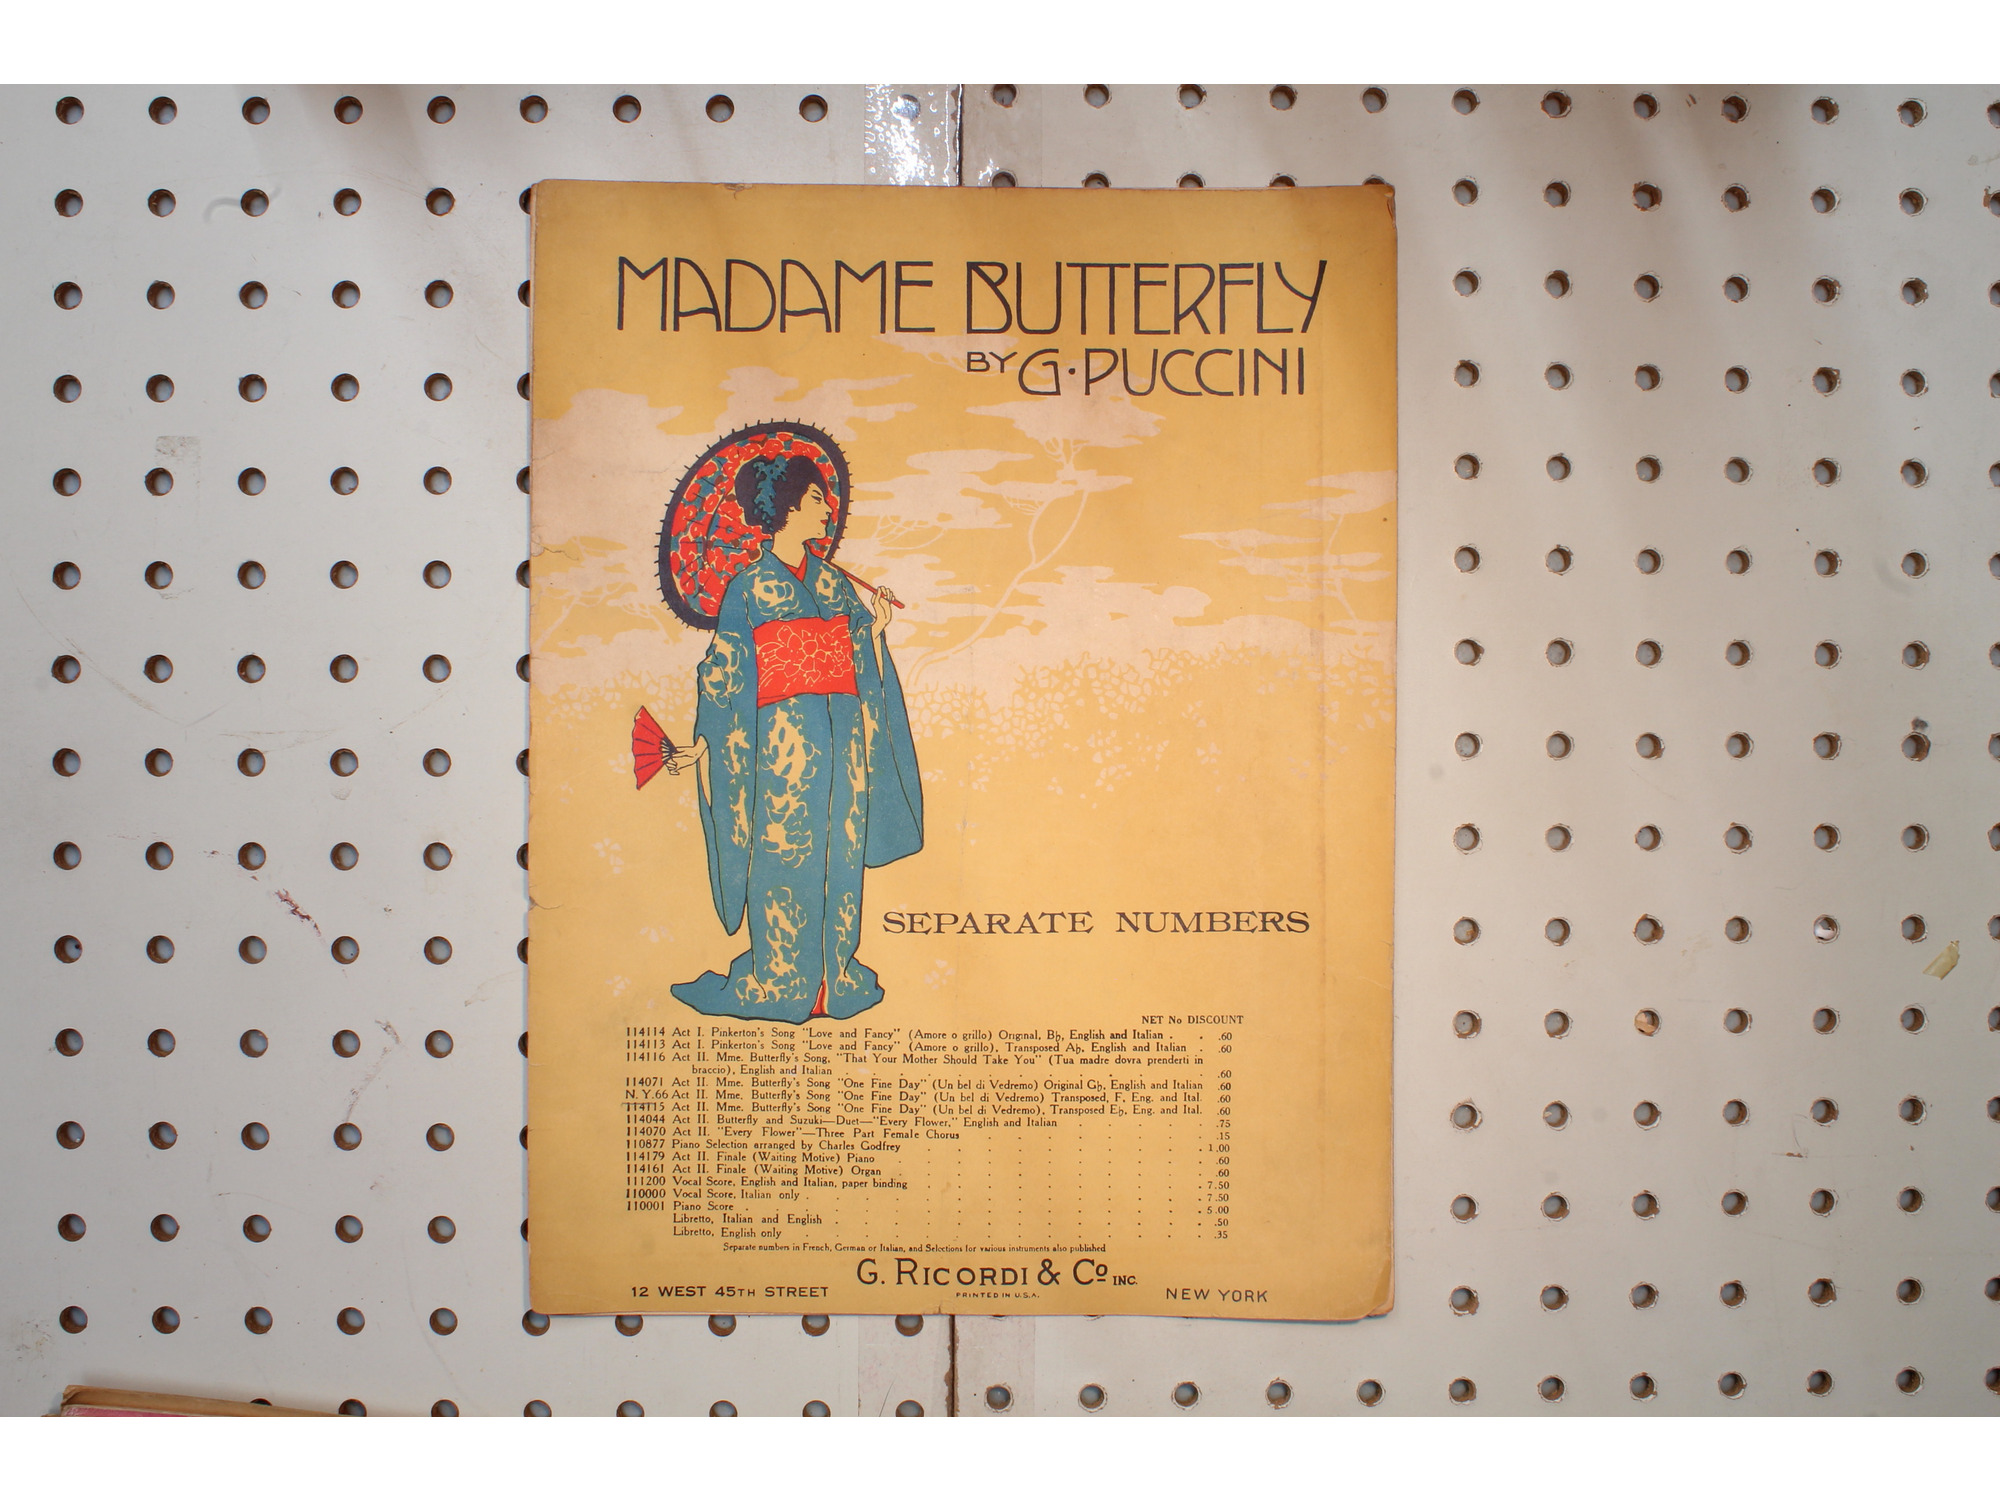 MADAME BUTTERFLY
BY G. PUCCINI
SEPARATE NUMBERS
NET No DISCOUNT
114114 Act I. Pinkerton's Song "Love and Fancy" (Amore o grillo) Original, B♭, English and Italian . . .60
114113 Act I. Pinkerton's Song "Love and Fancy" (Amore o grillo), Transposed A♭, English and Italian . .60
114116 Act II. Mme. Butterfly's Song, "That Your Mother Should Take You" (Tua madre dovra prenderti in
braccio), English and Italian . . . . . . . . . . . . .60
114071 Act II. Mme. Butterfly's Song "One Fine Day" (Un bel di Vedremo) Original G♭, English and Italian .60
N. Y. 66 Act II. Mme. Butterfly's Song "One Fine Day" (Un bel di Vedremo) Transposed, F, Eng. and Ital. .60
114115 Act II. Mme. Butterfly's Song "One Fine Day" (Un bel di Vedremo), Transposed E♭, Eng. and Ital. .60
114044 Act II. Butterfly and Suzuki—Duet—"Every Flower," English and Italian . . . . . .75
114070 Act II. "Every Flower"—Three Part Female Chorus . . . . . . . . .15
110877 Piano Selection arranged by Charles Godfrey . . . . . . . . . . 1.00
114179 Act II. Finale (Waiting Motive) Piano . . . . . . . . . . . .60
114161 Act II. Finale (Waiting Motive) Organ . . . . . . . . . . . .60
111200 Vocal Score, English and Italian, paper binding . . . . . . . . . . 7.50
110000 Vocal Score, Italian only . . . . . . . . . . . . . . 7.50
110001 Piano Score . . . . . . . . . . . . . . . . 5.00
Libretto, Italian and English . . . . . . . . . . . . . .50
Libretto, English only . . . . . . . . . . . . . . .35
Separate numbers in French, German or Italian, and Selections for various instruments also published
G. RICORDI & Co INC.
12 WEST 45TH STREET PRINTED IN U.S.A. NEW YORK